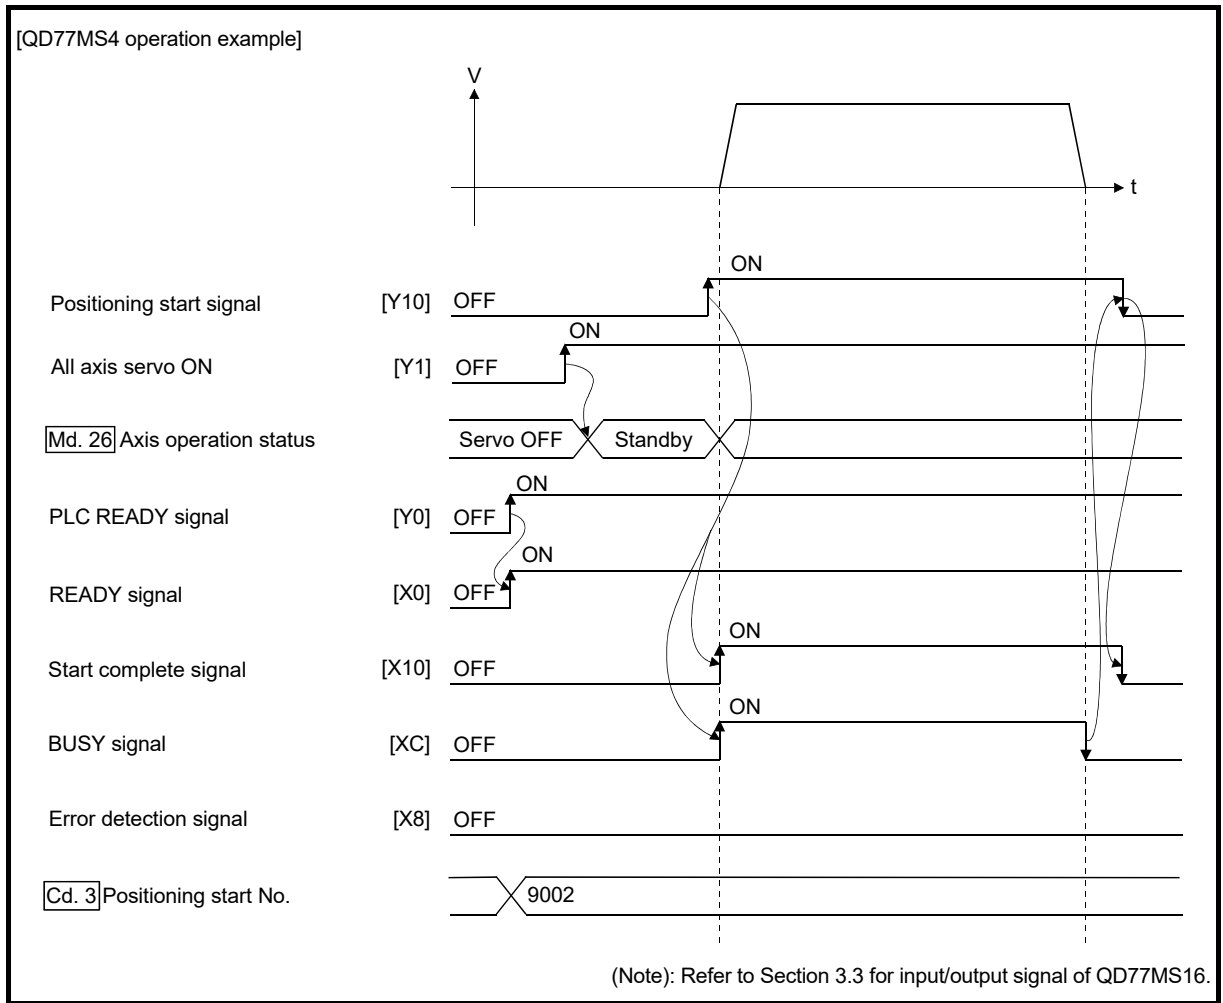 [QD77MS4 operation example]
V
t
ON
Positioning start signal [Y10] OFF
ON
All axis servo ON [Y1] OFF
Md. 26 Axis operation status Servo OFF Standby
ON
PLC READY signal [Y0] OFF
ON
READY signal [X0] OFF
ON
Start complete signal [X10] OFF
ON
BUSY signal [XC] OFF
Error detection signal [X8] OFF
Cd. 3 Positioning start No. 9002
(Note): Refer to Section 3.3 for input/output signal of QD77MS16.